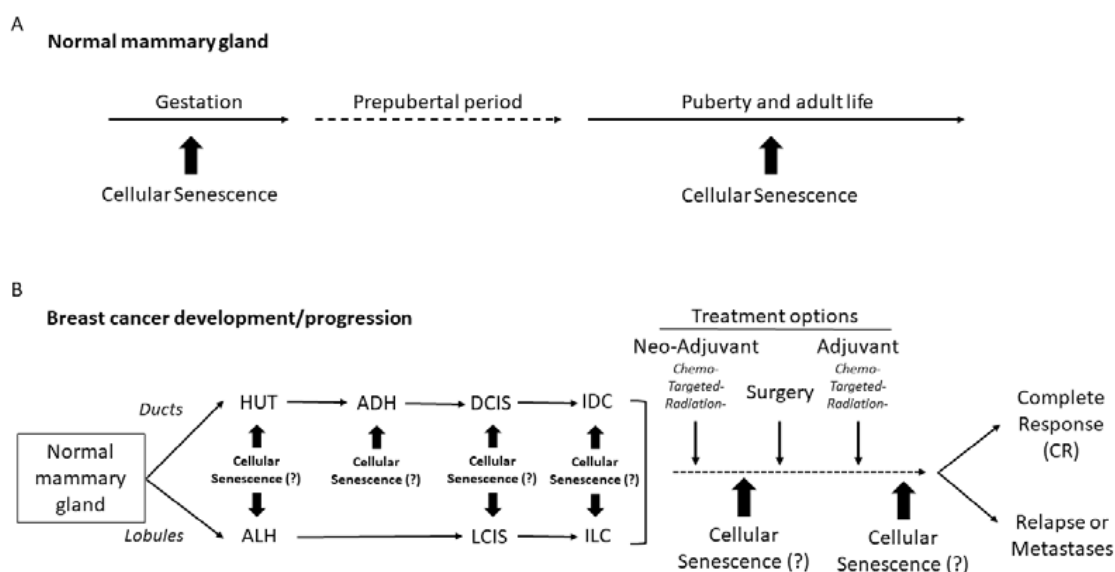 A
Normal mammary gland
Gestation
Prepubertal period
Puberty and adult life
Cellular Senescence
Cellular Senescence
B
Breast cancer development/progression
Treatment options
Neo-Adjuvant
Chemo-
Targeted-
Radiation-
Surgery
Adjuvant
Chemo-
Targeted-
Radiation-
Ducts
HUT
ADH
DCIS
IDC
Normal
mammary
gland
Cellular
Senescence (?)
Cellular
Senescence (?)
Cellular
Senescence (?)
Cellular
Senescence (?)
Lobules
ALH
LCIS
ILC
Cellular
Senescence (?)
Cellular
Senescence (?)
Complete
Response
(CR)
Relapse or
Metastases